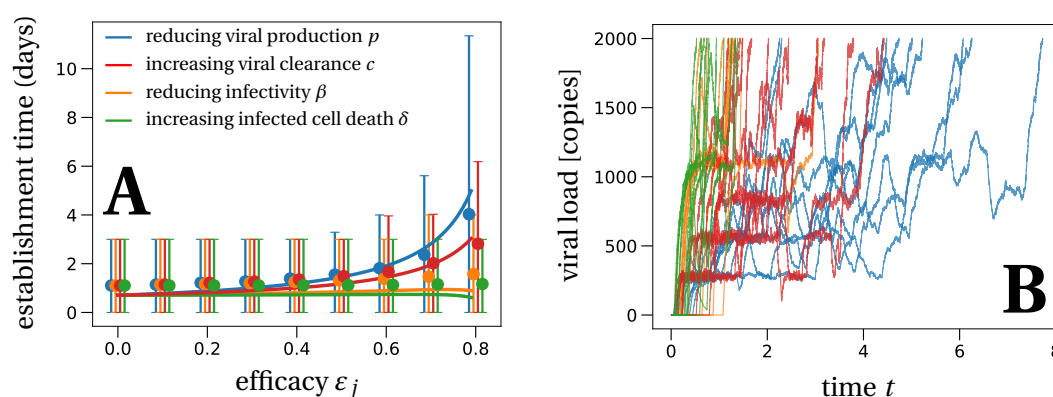 establishment time (days)
10
8
6
4
2
0
reducing viral production p
increasing viral clearance c
reducing infectivity β
increasing infected cell death δ
A
0.0 0.2 0.4 0.6 0.8
efficacy εj
viral load [copies]
2000
1500
1000
500
0
B
0 2 4 6 8
time t